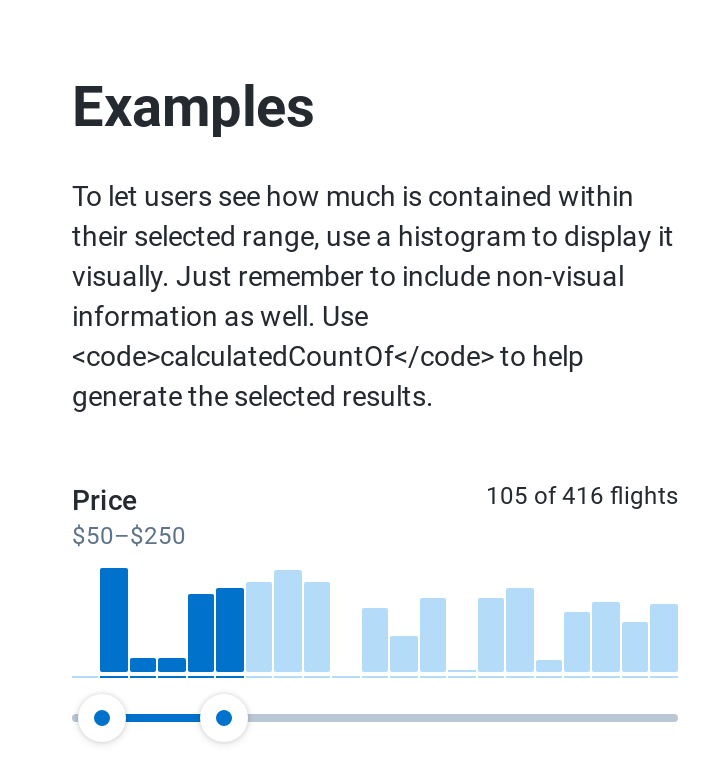 Examples
To let users see how much is contained within
their selected range, use a histogram to display it
visually. Just remember to include non-visual
information as well. Use
<code>calculatedCountOf</code> to help
generate the selected results.
Price
105 of 416 flights
$50–$250